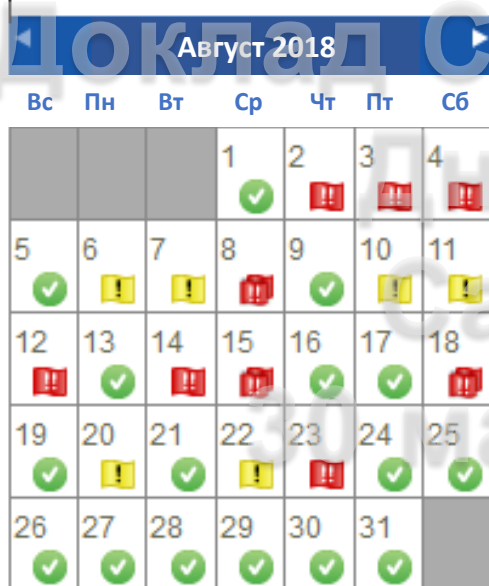 Доклад С
Август 2018
Вс Пн Вт Ср Чт Пт Сб
1 2 3 4
5 6 7 8 9 10 11
12 13 14 15 16 17 18
19 20 21 22 23 24 25
30 ма
26 27 28 29 30 31